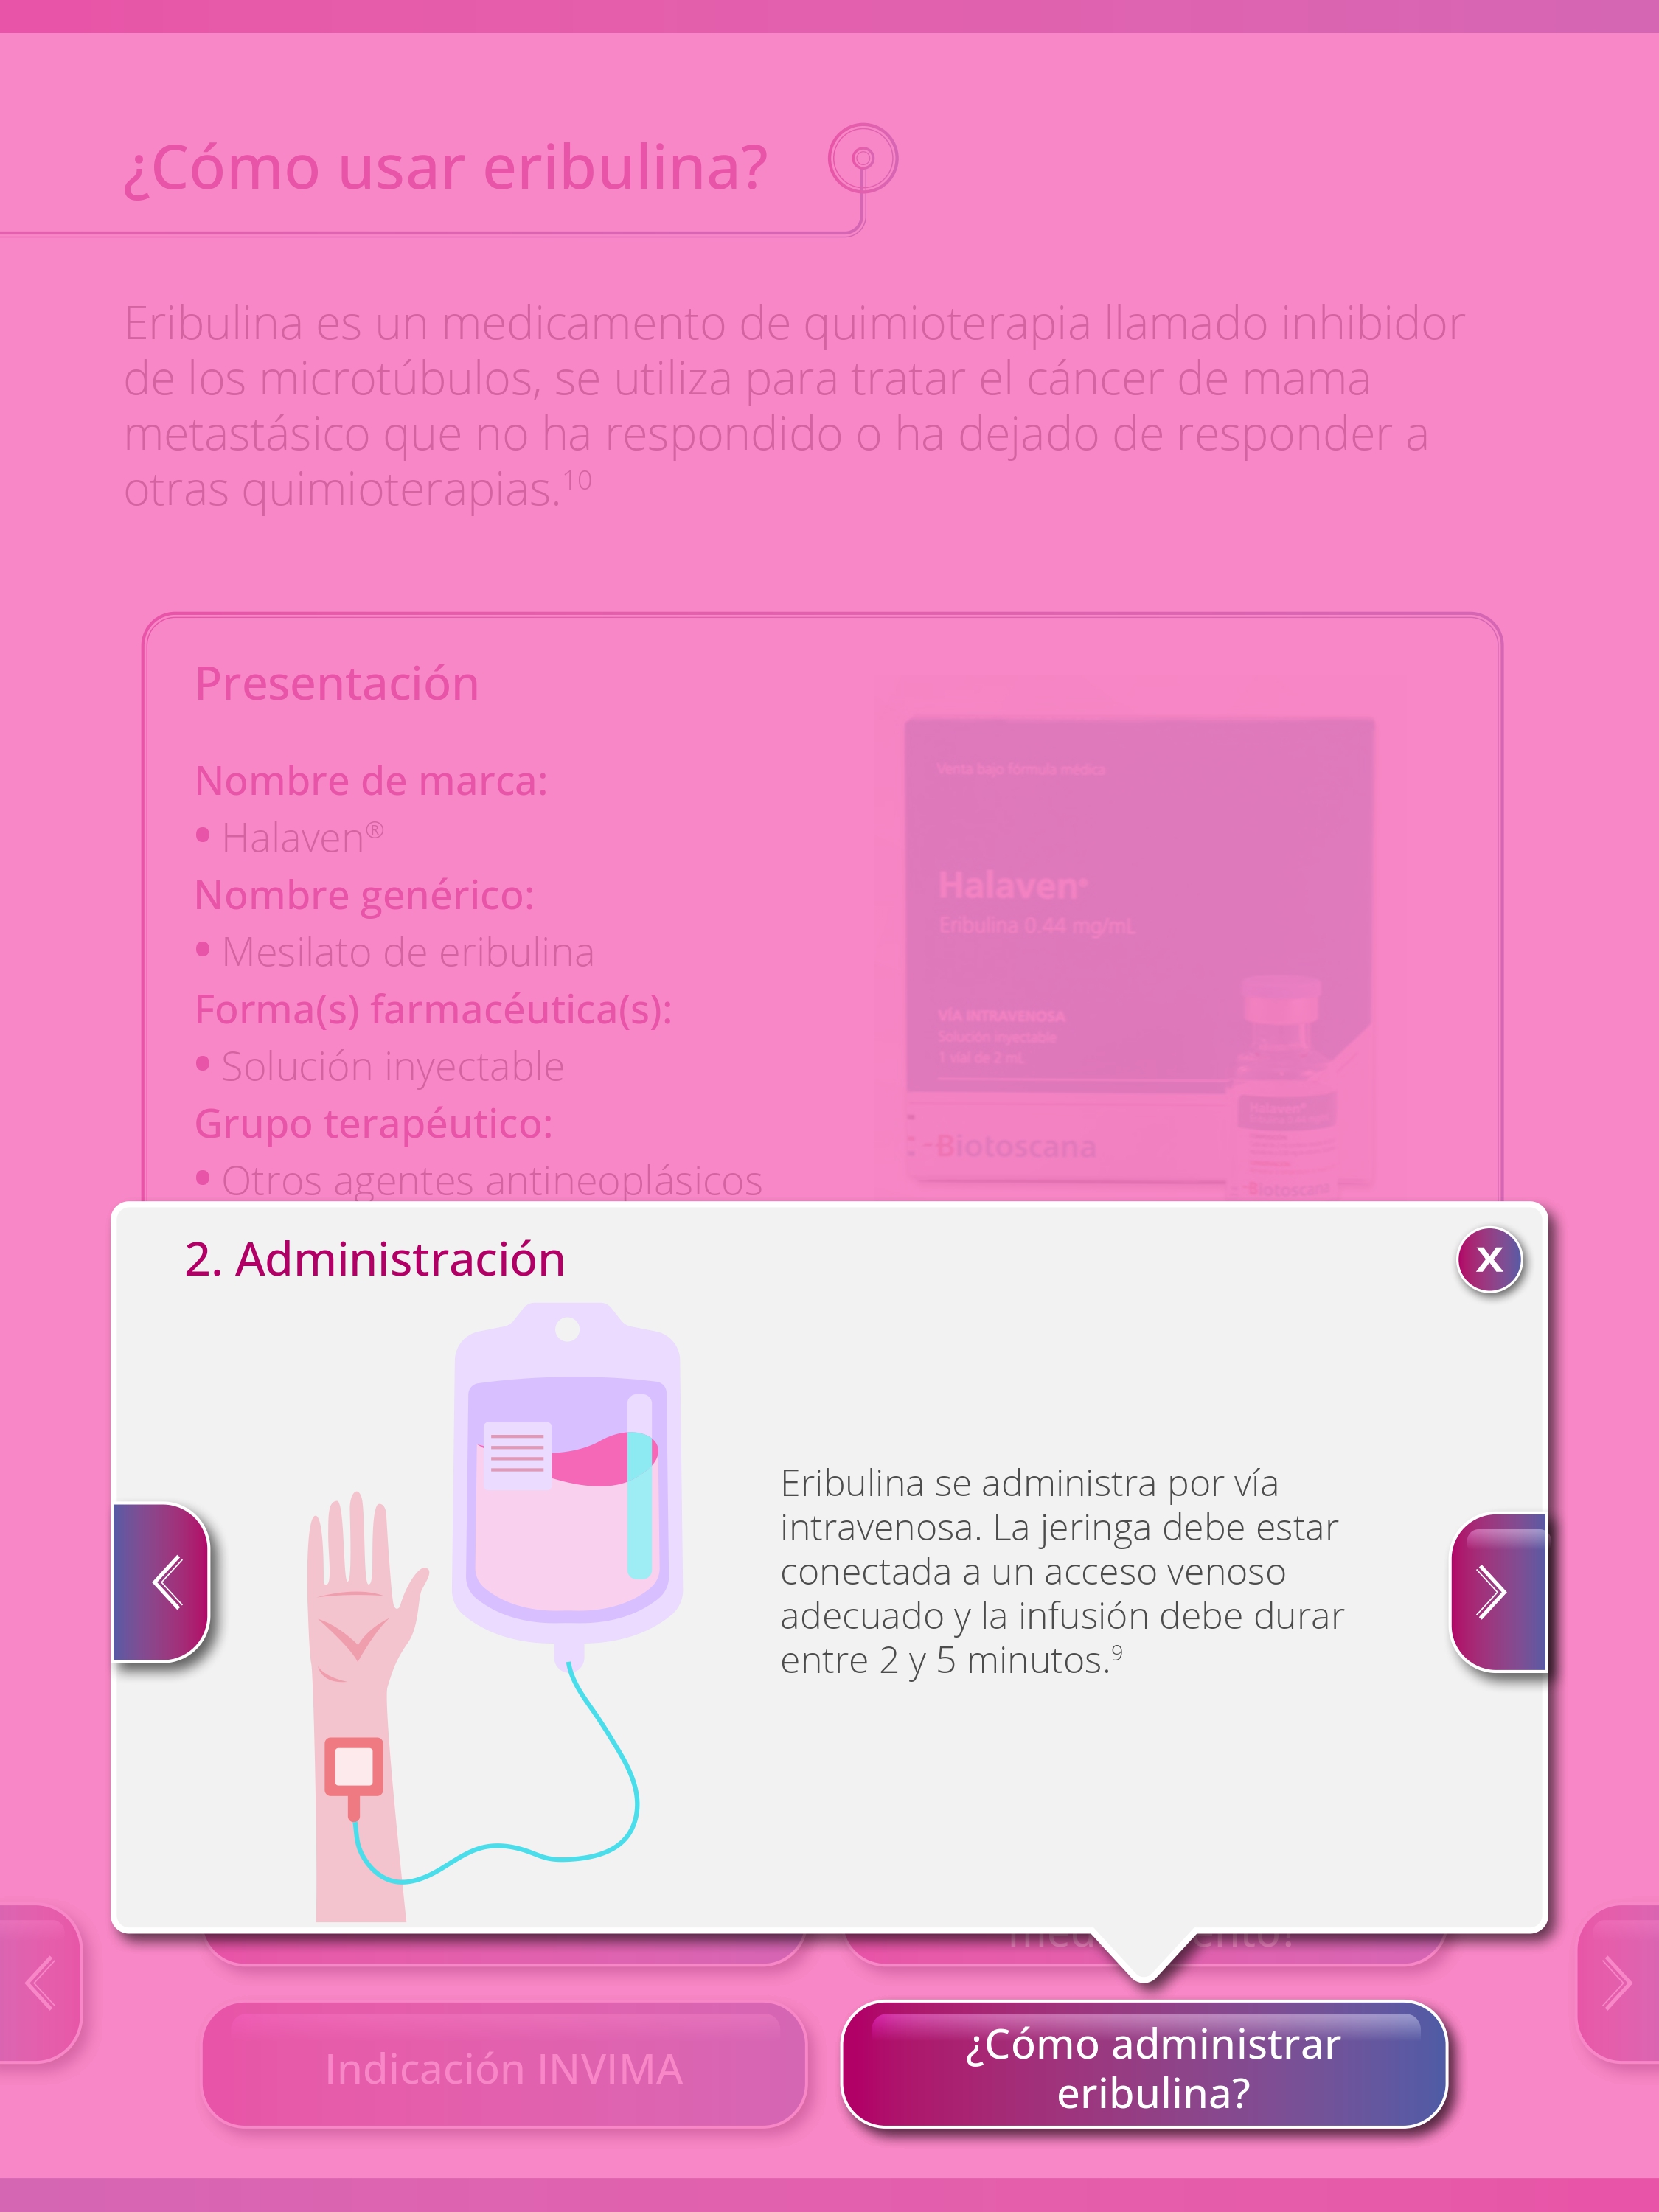 ¿Cómo usar eribulina?
Eribulina es un medicamento de quimioterapia llamado inhibidor
de los microtúbulos, se utiliza para tratar el cáncer de mama
metastásico que no ha respondido o ha dejado de responder a
otras quimioterapias.10
Presentación
Nombre de marca:
• Halaven®
Nombre genérico:
• Mesilato de eribulina
Forma(s) farmacéutica(s):
• Solución inyectable
Grupo terapéutico:
• Otros agentes antineoplásicos
Venta bajo fórmula médica
Halaven®
Eribulina 0.44 mg/mL
VÍA INTRAVENOSA
Solución inyectable
1 vial de 2 mL
Biotoscana
Halaven®
Biotoscana
2. Administración
X
Eribulina se administra por vía
intravenosa. La jeringa debe estar
conectada a un acceso venoso
adecuado y la infusión debe durar
entre 2 y 5 minutos.9
Indicación INVIMA
¿Cómo administrar
eribulina?